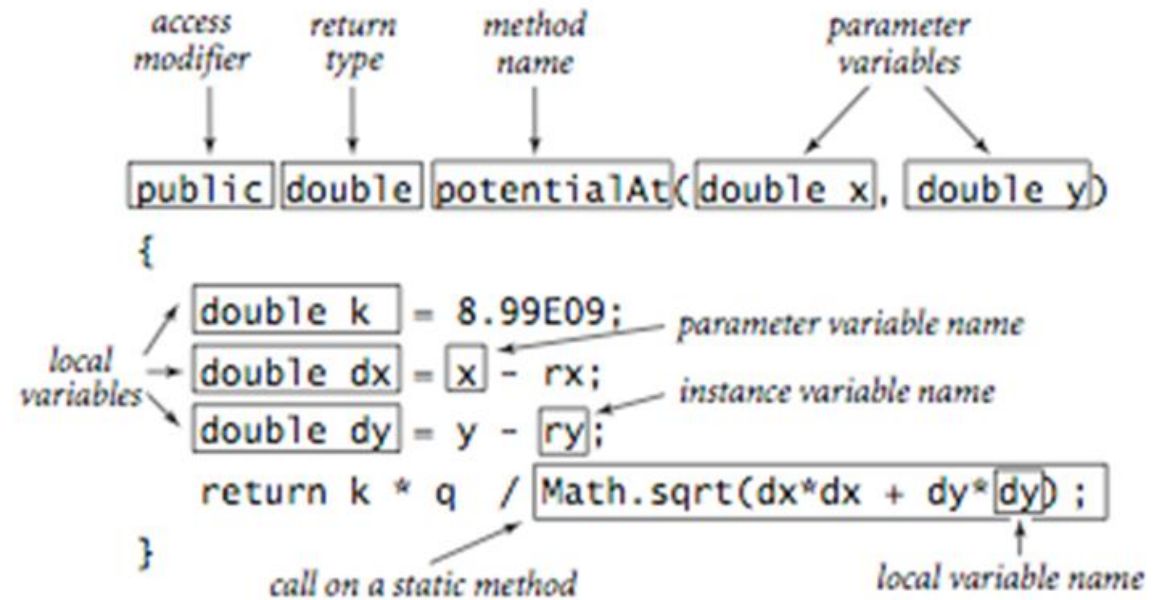 access modifier
return type
method name
parameter variables
public double potentialAt(double x, double y)
{
double k = 8.99E09;
parameter variable name
local variables
double dx = x - rx;
instance variable name
double dy = y - ry;
return k * q / Math.sqrt(dx*dx + dy*dy) ;
}
call on a static method
local variable name